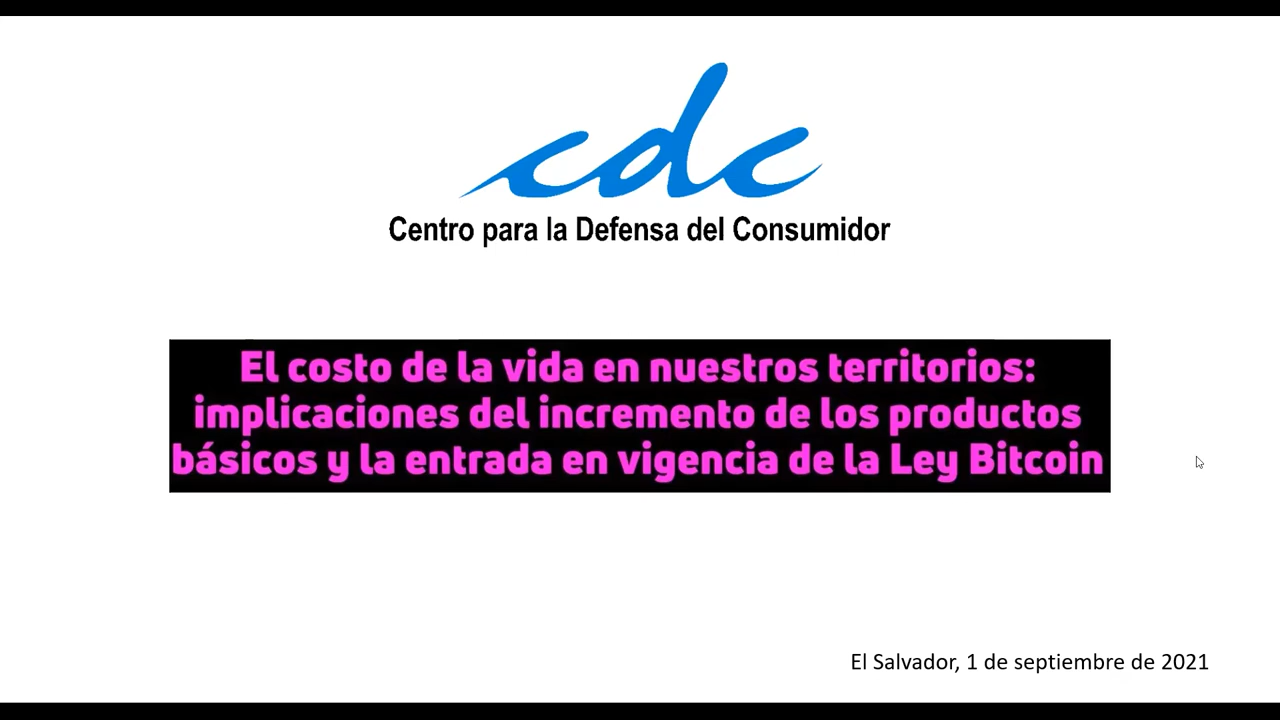 cdc
Centro para la Defensa del Consumidor
El costo de la vida en nuestros territorios:
implicaciones del incremento de los productos
básicos y la entrada en vigencia de la Ley Bitcoin
El Salvador, 1 de septiembre de 2021